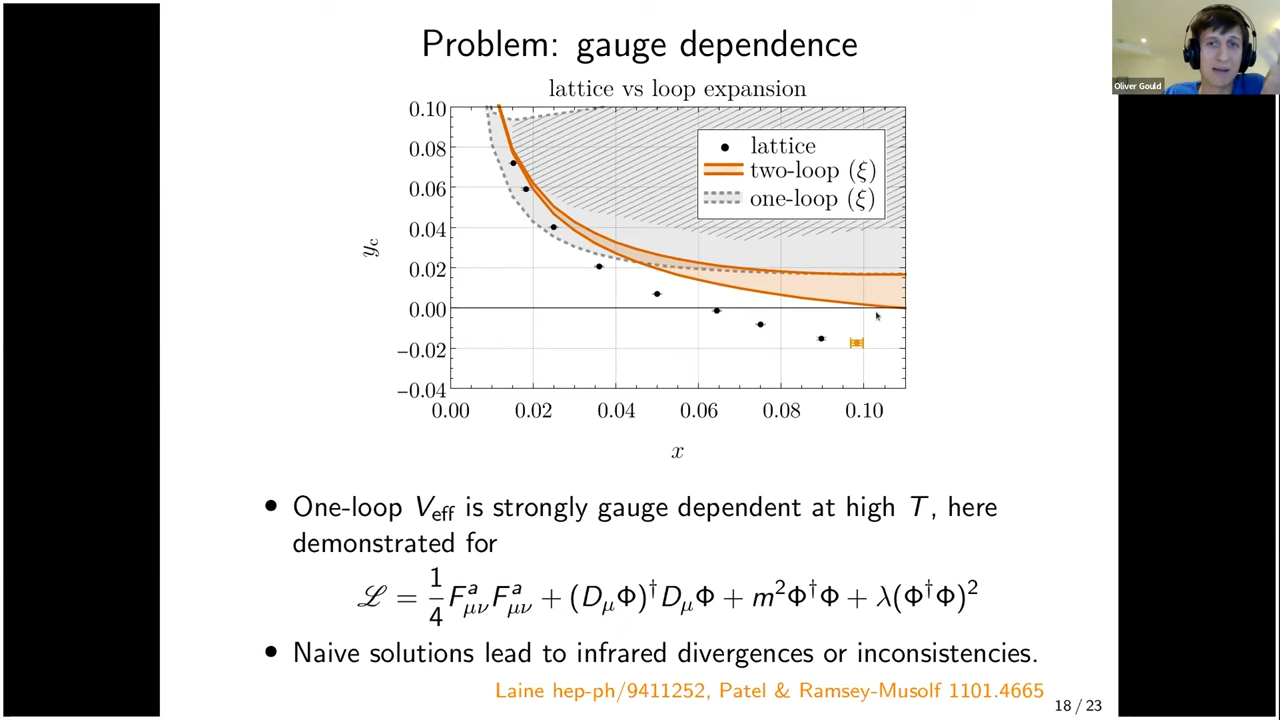 Problem: gauge dependence
Oliver Gould
lattice vs loop expansion
0.10
0.08
0.06
0.04
0.02
0.00
−0.02
−0.04
y_c
lattice
two-loop (ξ)
one-loop (ξ)
0.00 0.02 0.04 0.06 0.08 0.10
x
• One-loop V_eff is strongly gauge dependent at high T, here
demonstrated for
ℒ = 1/4 F^a_μν F^a_μν + (D_μΦ)†D_μΦ + m²Φ†Φ + λ(Φ†Φ)²
• Naive solutions lead to infrared divergences or inconsistencies.
Laine hep-ph/9411252, Patel & Ramsey-Musolf 1101.4665
18 / 23